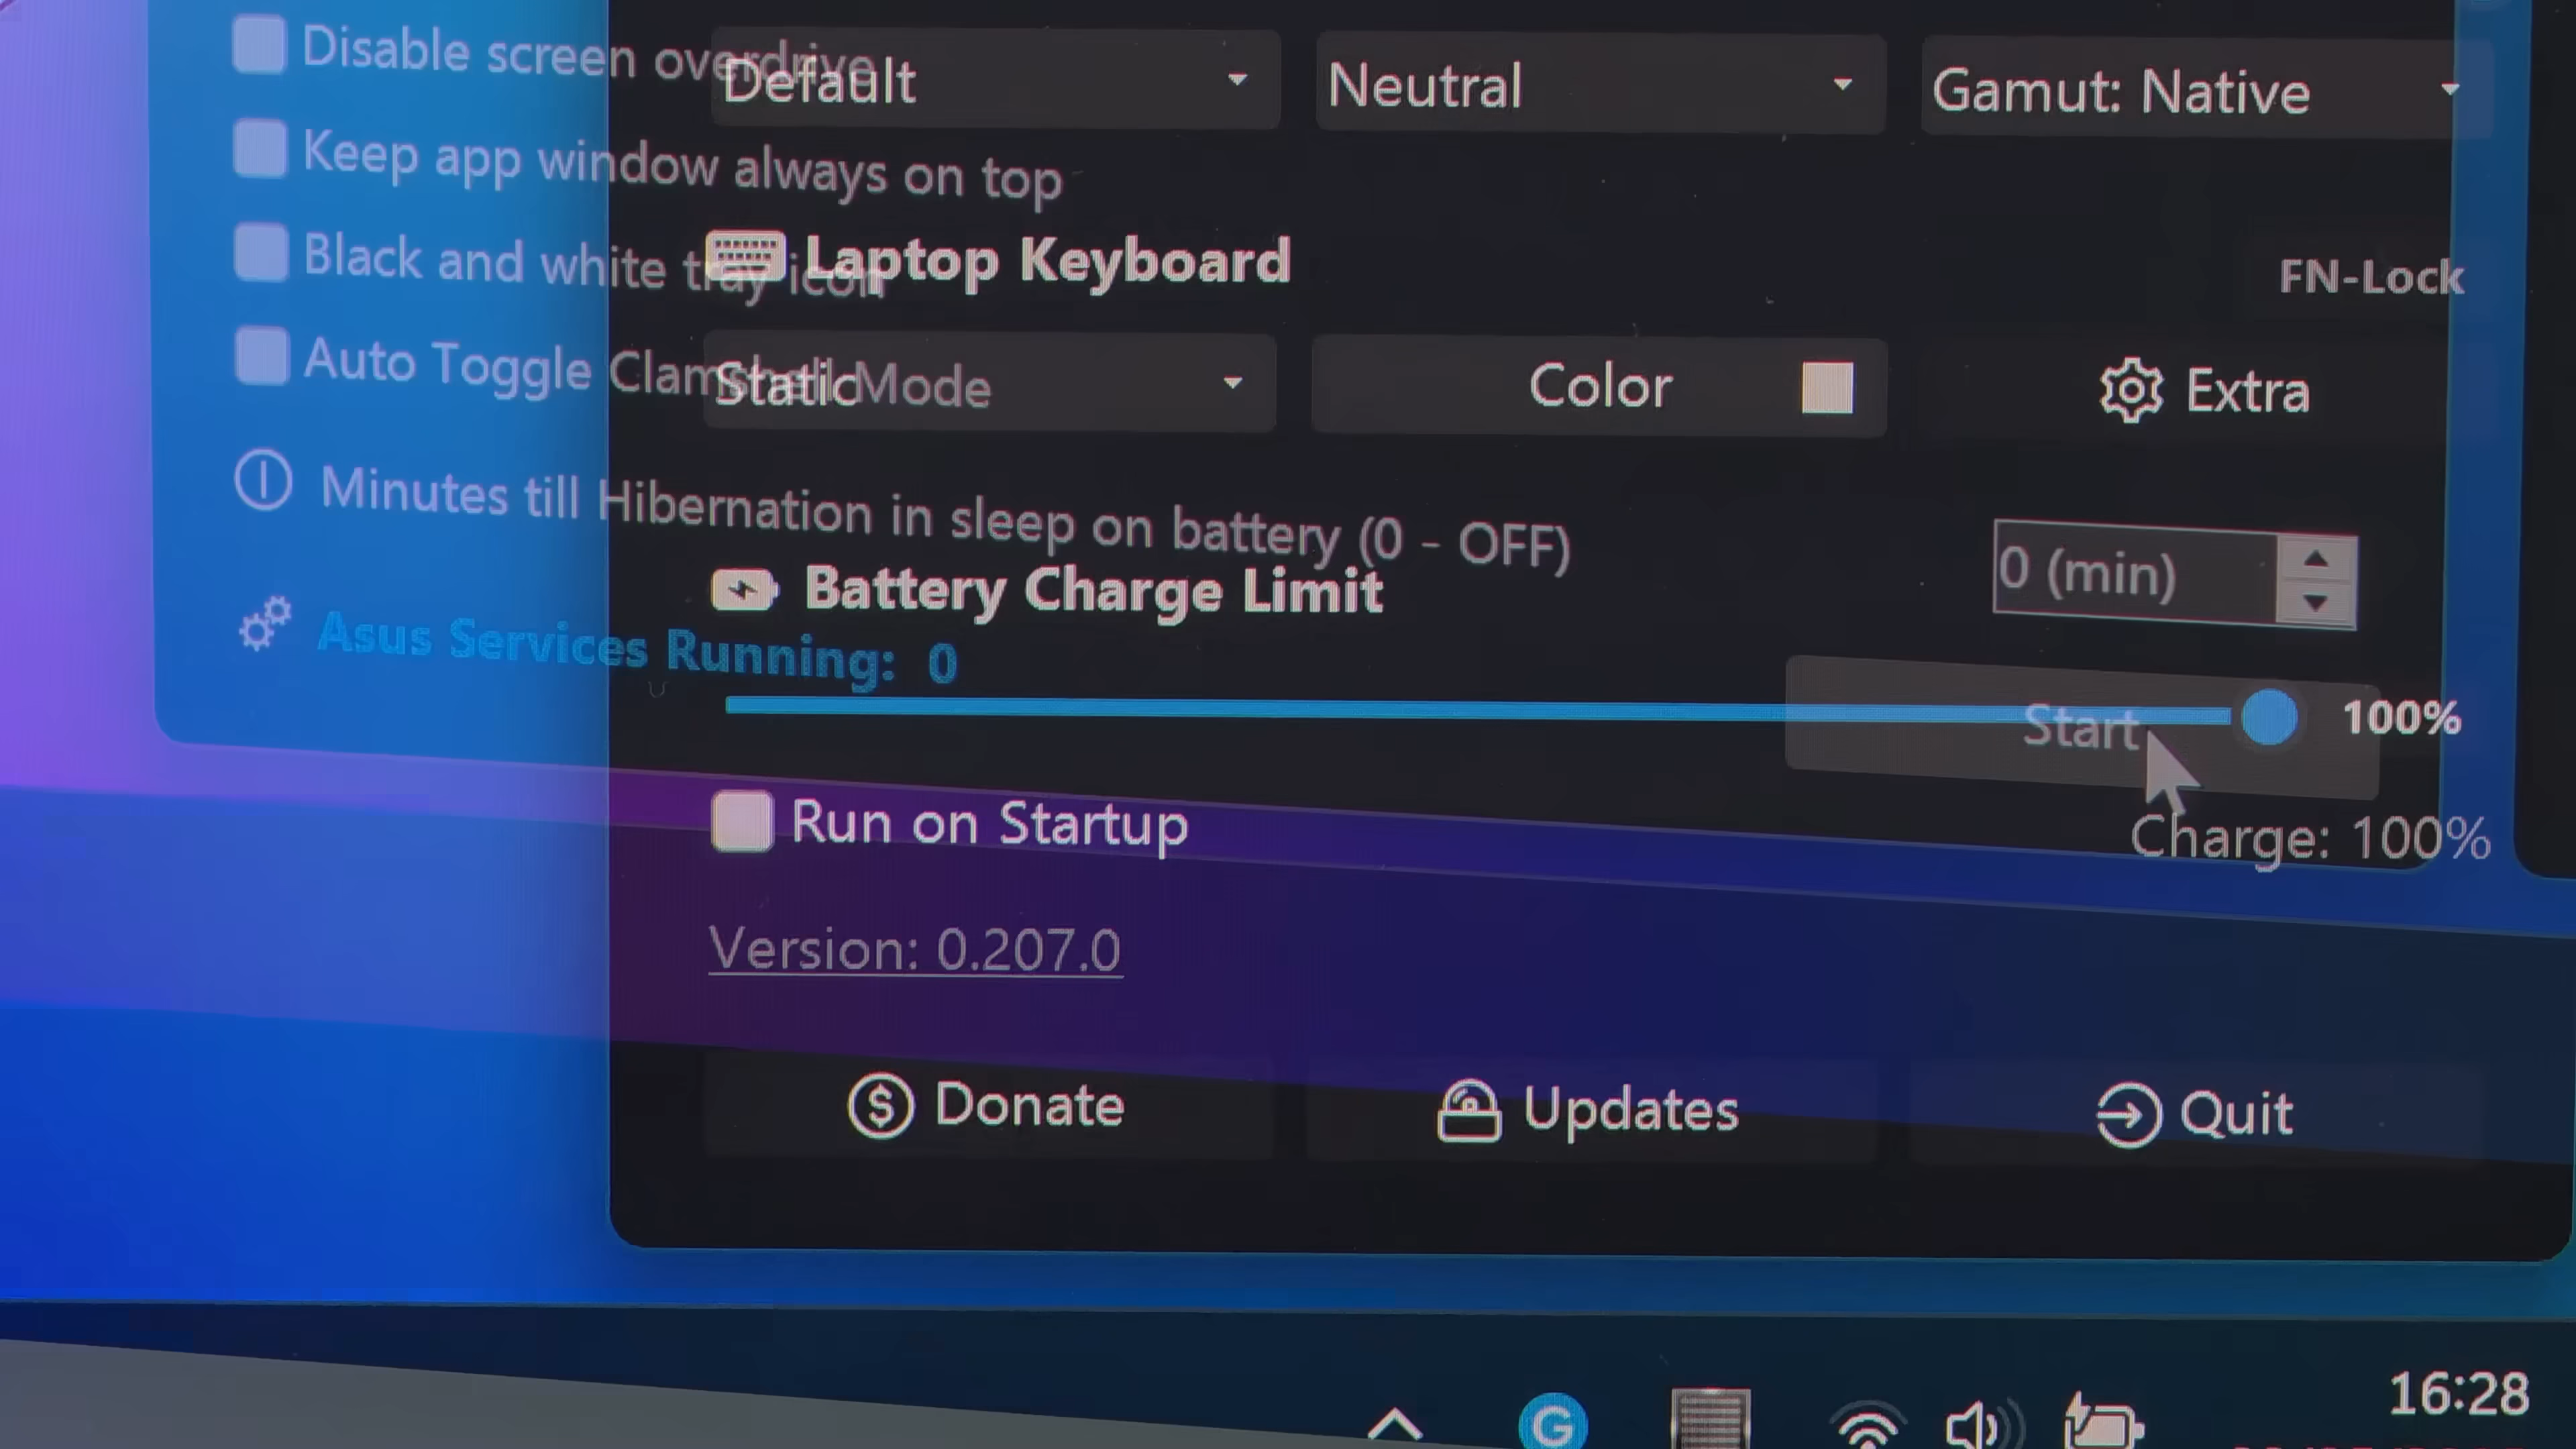 Disable screen overdrive
Default
Neutral
Gamut: Native
Keep app window always on top
Black and white tray icon
Laptop Keyboard
FN-Lock
Auto Toggle Clamshell Mode
Static
Color
Extra
Minutes till Hibernation in sleep on battery (0 - OFF)
0 (min)
Battery Charge Limit
Asus Services Running: 0
Start
100%
Run on Startup
Charge: 100%
Version: 0.207.0
Donate
Updates
Quit
G
16:28